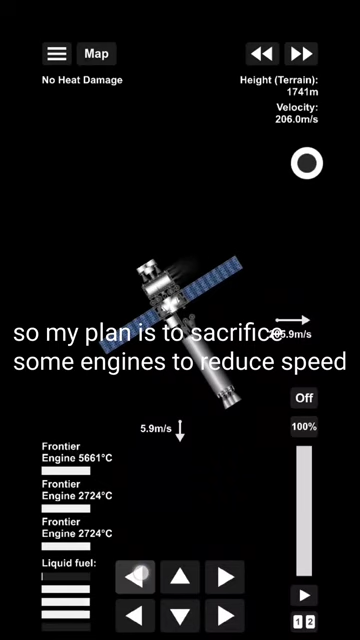 Map
No Heat Damage
Height (Terrain):
1741m
Velocity:
206.0m/s
so my plan is to sacrifice
some engines to reduce speed
5.9m/s
Off
100%
Frontier
Engine 5661°C
Frontier
Engine 2724°C
Frontier
Engine 2724°C
Liquid fuel:
1 2